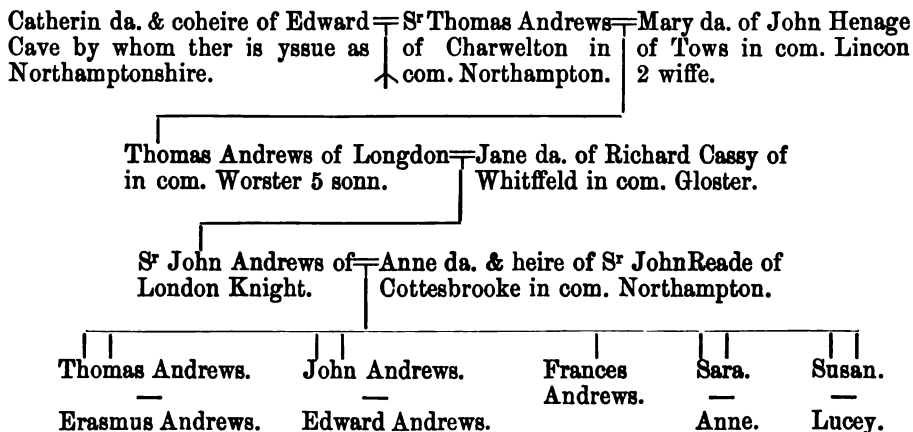 Catherin da. & coheire of Edward
Cave by whom ther is yssue as
Northamptonshire.
Sʳ Thomas Andrews
of Charwelton in
com. Northampton.
Mary da. of John Henage
of Tows in com. Lincon
2 wiffe.
Thomas Andrews of Longdon
in com. Worster 5 sonn.
Jane da. of Richard Cassy of
Whitffeld in com. Gloster.
Sʳ John Andrews of
London Knight.
Anne da. & heire of Sʳ John Reade of
Cottesbrooke in com. Northampton.
Thomas Andrews.
Erasmus Andrews.
John Andrews.
Edward Andrews.
Frances
Andrews.
Sara.
Anne.
Susan.
Lucey.